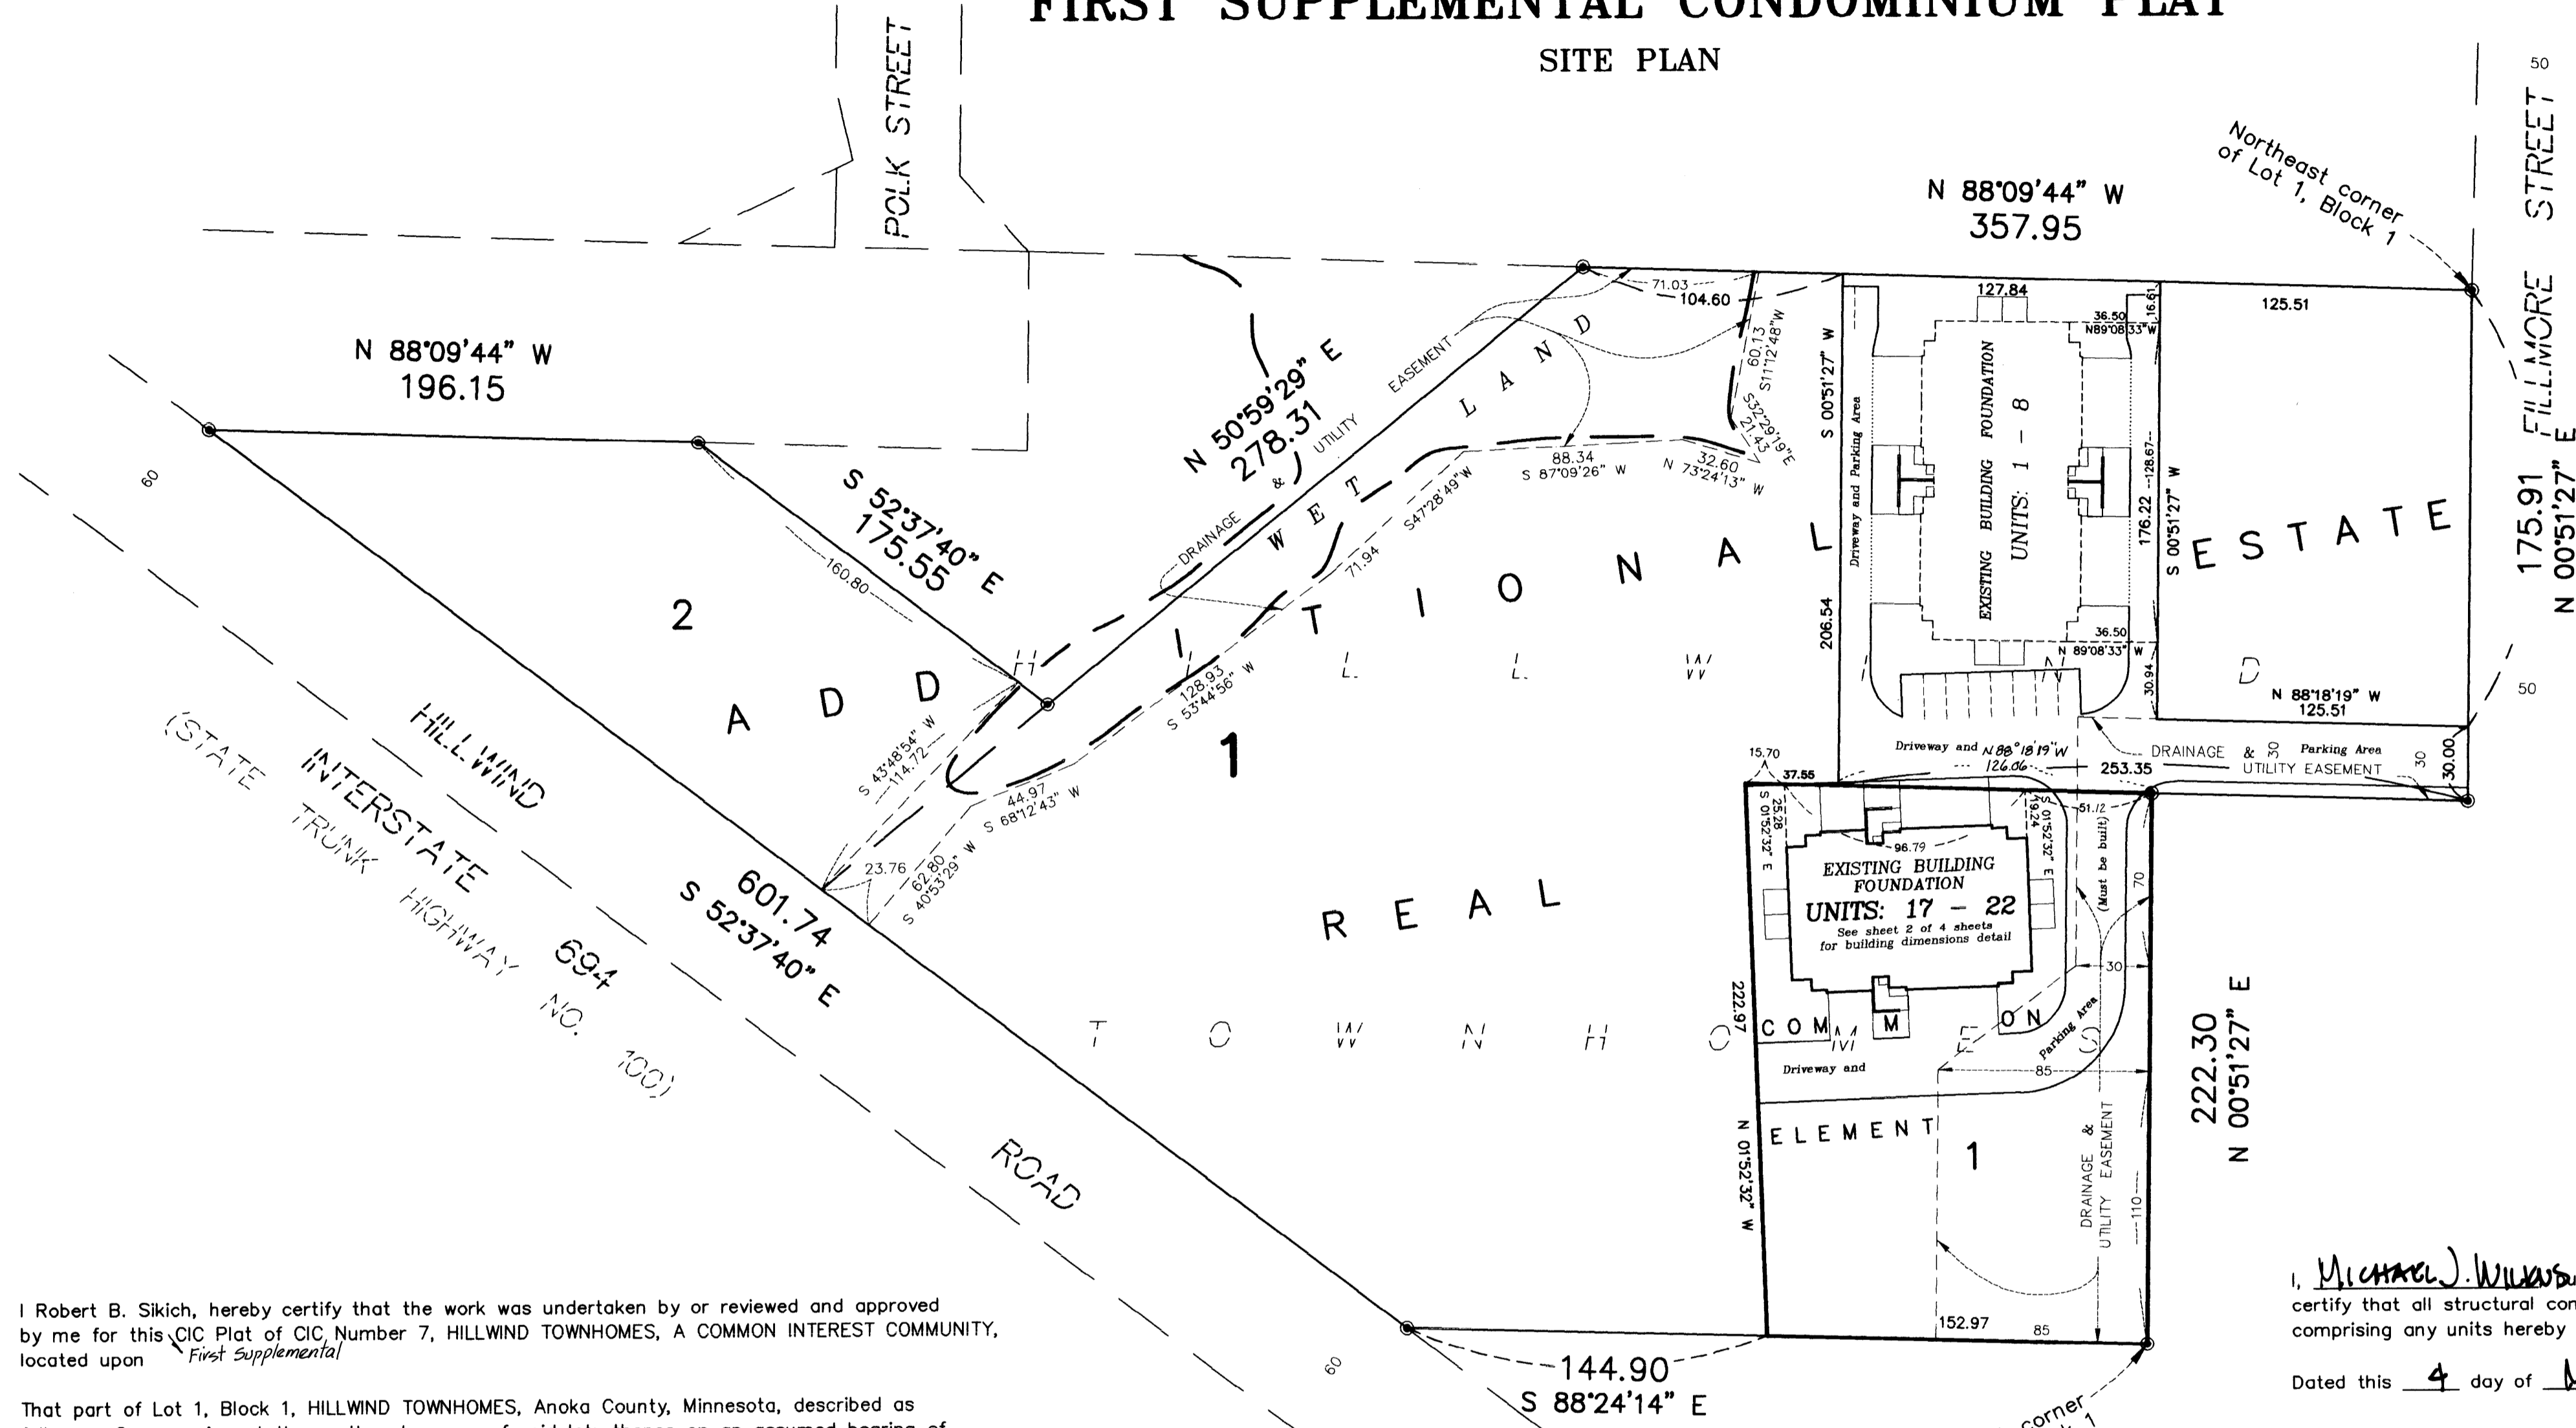 FIRST SUPPLEMENTAL CONDOMINIUM PLAT
SITE PLAN
POLK STREET
50
FILLMORE STREET
Northeast corner
of Lot 1, Block 1
N 88°09'44" W
357.95
N 88°09'44" W
196.15
60
N 50°59'29" E
278.31
DRAINAGE & UTILITY EASEMENT
WET LAND
71.03
104.60
127.84
125.51
60.13
S11°12'48"W
S32°29'19"E
21.43
88.34
S 87°09'26" W
32.60
N 73°24'13" W
S47°28'49"W
71.94
S 00°51'27" W
206.54
Driveway and Parking Area
EXISTING BUILDING FOUNDATION
UNITS: 1 - 8
16.61
36.50
N89°08'33"W
176.22
128.67
S 00°51'27" W
36.50
N 89°08'33" W
30.94
175.91
N 00°51'27" E
S 52°37'40" E
175.55
160.80
2
ADDITIONAL
REAL
ESTATE
HILLWIND
TOWNHOMES
128.93
S 53°44'56" W
1
S 43°48'54" W
114.72
44.97
S 68°12'43" W
23.76
62.80
S 40°53'29" W
N 88°18'19" W
125.51
50
Driveway and
N 88°18'19"W
126.06
DRAINAGE &
UTILITY EASEMENT
30
Parking Area
30
30.00
253.35
15.70
37.55
25.28
S 01°52'32" E
19.24
S 01°52'32" E
51.12
96.79
(Must be built)
70
EXISTING BUILDING
FOUNDATION
UNITS: 17 - 22
See sheet 2 of 4 sheets
for building dimensions detail
30
222.97
N 01°52'32" W
COMMON
ELEMENT
Driveway and
Parking Area
85
1
DRAINAGE &
UTILITY EASEMENT
110
222.30
N 00°51'27" E
152.97
85
144.90
S 88°24'14" E
HILLWIND
ROAD
INTERSTATE 694
(STATE TRUNK HIGHWAY NO. 100)
601.74
S 52°37'40" E
60
corner
1
I Robert B. Sikich, hereby certify that the work was undertaken by or reviewed and approved
by me for this CIC Plat of CIC Number 7, HILLWIND TOWNHOMES, A COMMON INTEREST COMMUNITY,
located upon
First Supplemental
That part of Lot 1, Block 1, HILLWIND TOWNHOMES, Anoka County, Minnesota, described as
I, MICHAEL J.
certify that all structural
comprising any units hereby
Dated this 4 day of